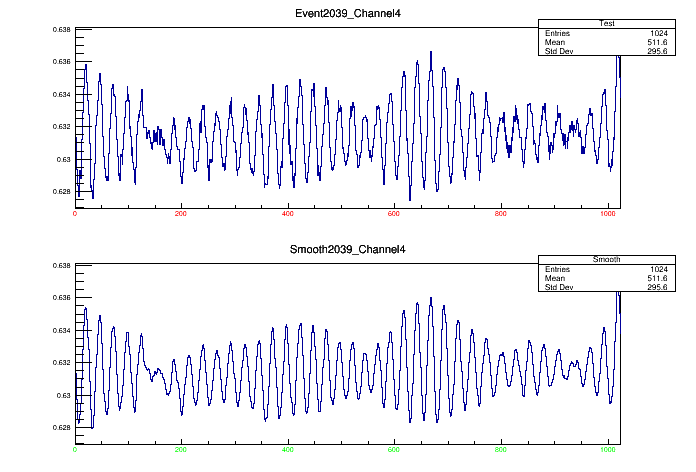 Event2039_Channel4
Test
Entries 1024
Mean 511.6
Std Dev 295.6
0.638
0.636
0.634
0.632
0.63
0.628
0 200 400 600 800 1000
Smooth2039_Channel4
Smooth
Entries 1024
Mean 511.6
Std Dev 295.6
0.638
0.636
0.634
0.632
0.63
0.628
0 200 400 600 800 1000